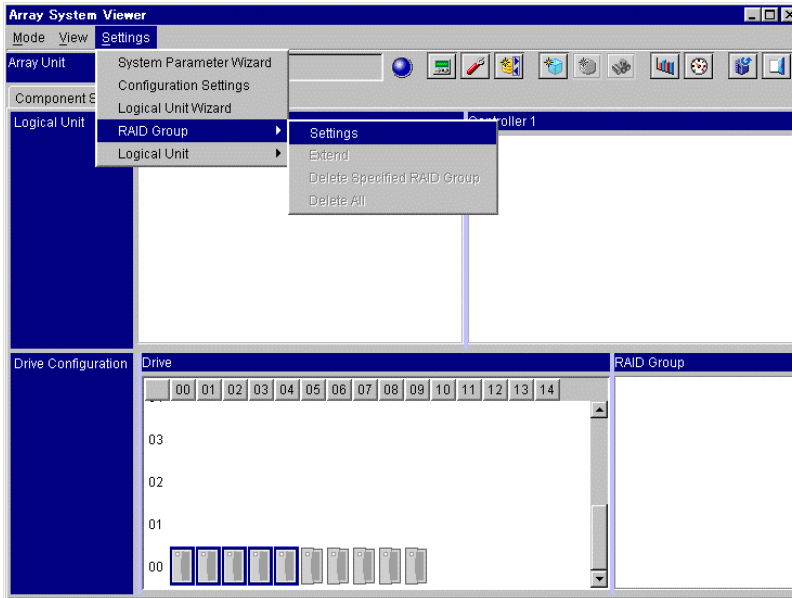 Array System Viewer
Mode View Settings
Array Unit
System Parameter Wizard
Configuration Settings
Logical Unit Wizard
RAID Group
Logical Unit
Settings
Extend
Delete Specified RAID Group
Delete All
Component S
Logical Unit
Controller 1
Drive Configuration
Drive
RAID Group
00 01 02 03 04 05 06 07 08 09 10 11 12 13 14
03
02
01
00